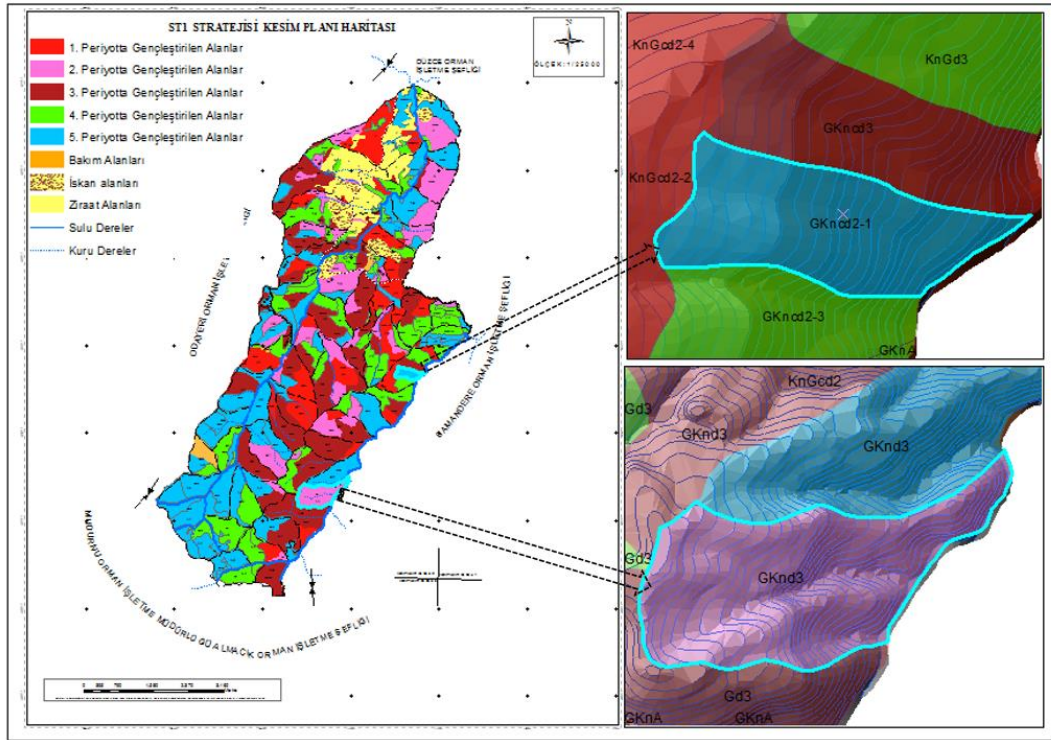 ST1 STRATEJİSİ KESİM PLANI HARİTASI
N
ÖLÇEK:1/25000
1. Periyotta Gençleştirilen Alanlar
2. Periyotta Gençleştirilen Alanlar
3. Periyotta Gençleştirilen Alanlar
4. Periyotta Gençleştirilen Alanlar
5. Periyotta Gençleştirilen Alanlar
Bakım Alanları
İskan alanları
Ziraat Alanları
Sulu Dereler
Kuru Dereler
DÜZCE ORMAN
İŞLETME ŞEFLİĞİ
ODAYERİ ORMAN İŞLE
İĞİ
SAMANDERE ORMAN İŞLETME ŞEFLİĞİ
MUDURNU ORMAN İŞLETME MÜDÜRLÜĞÜ ALMACIK ORMAN İŞLETME ŞEFLİĞİ
KnGcd2-4
KnGd3
GKncd3
KnGcd2-2
GKncd2-1
GKncd2-3
GKnA
KnGcd2
Gd3
GKnd3
GKnd3
Gd3
GKnd3
Gd3
GKnA
GKnA